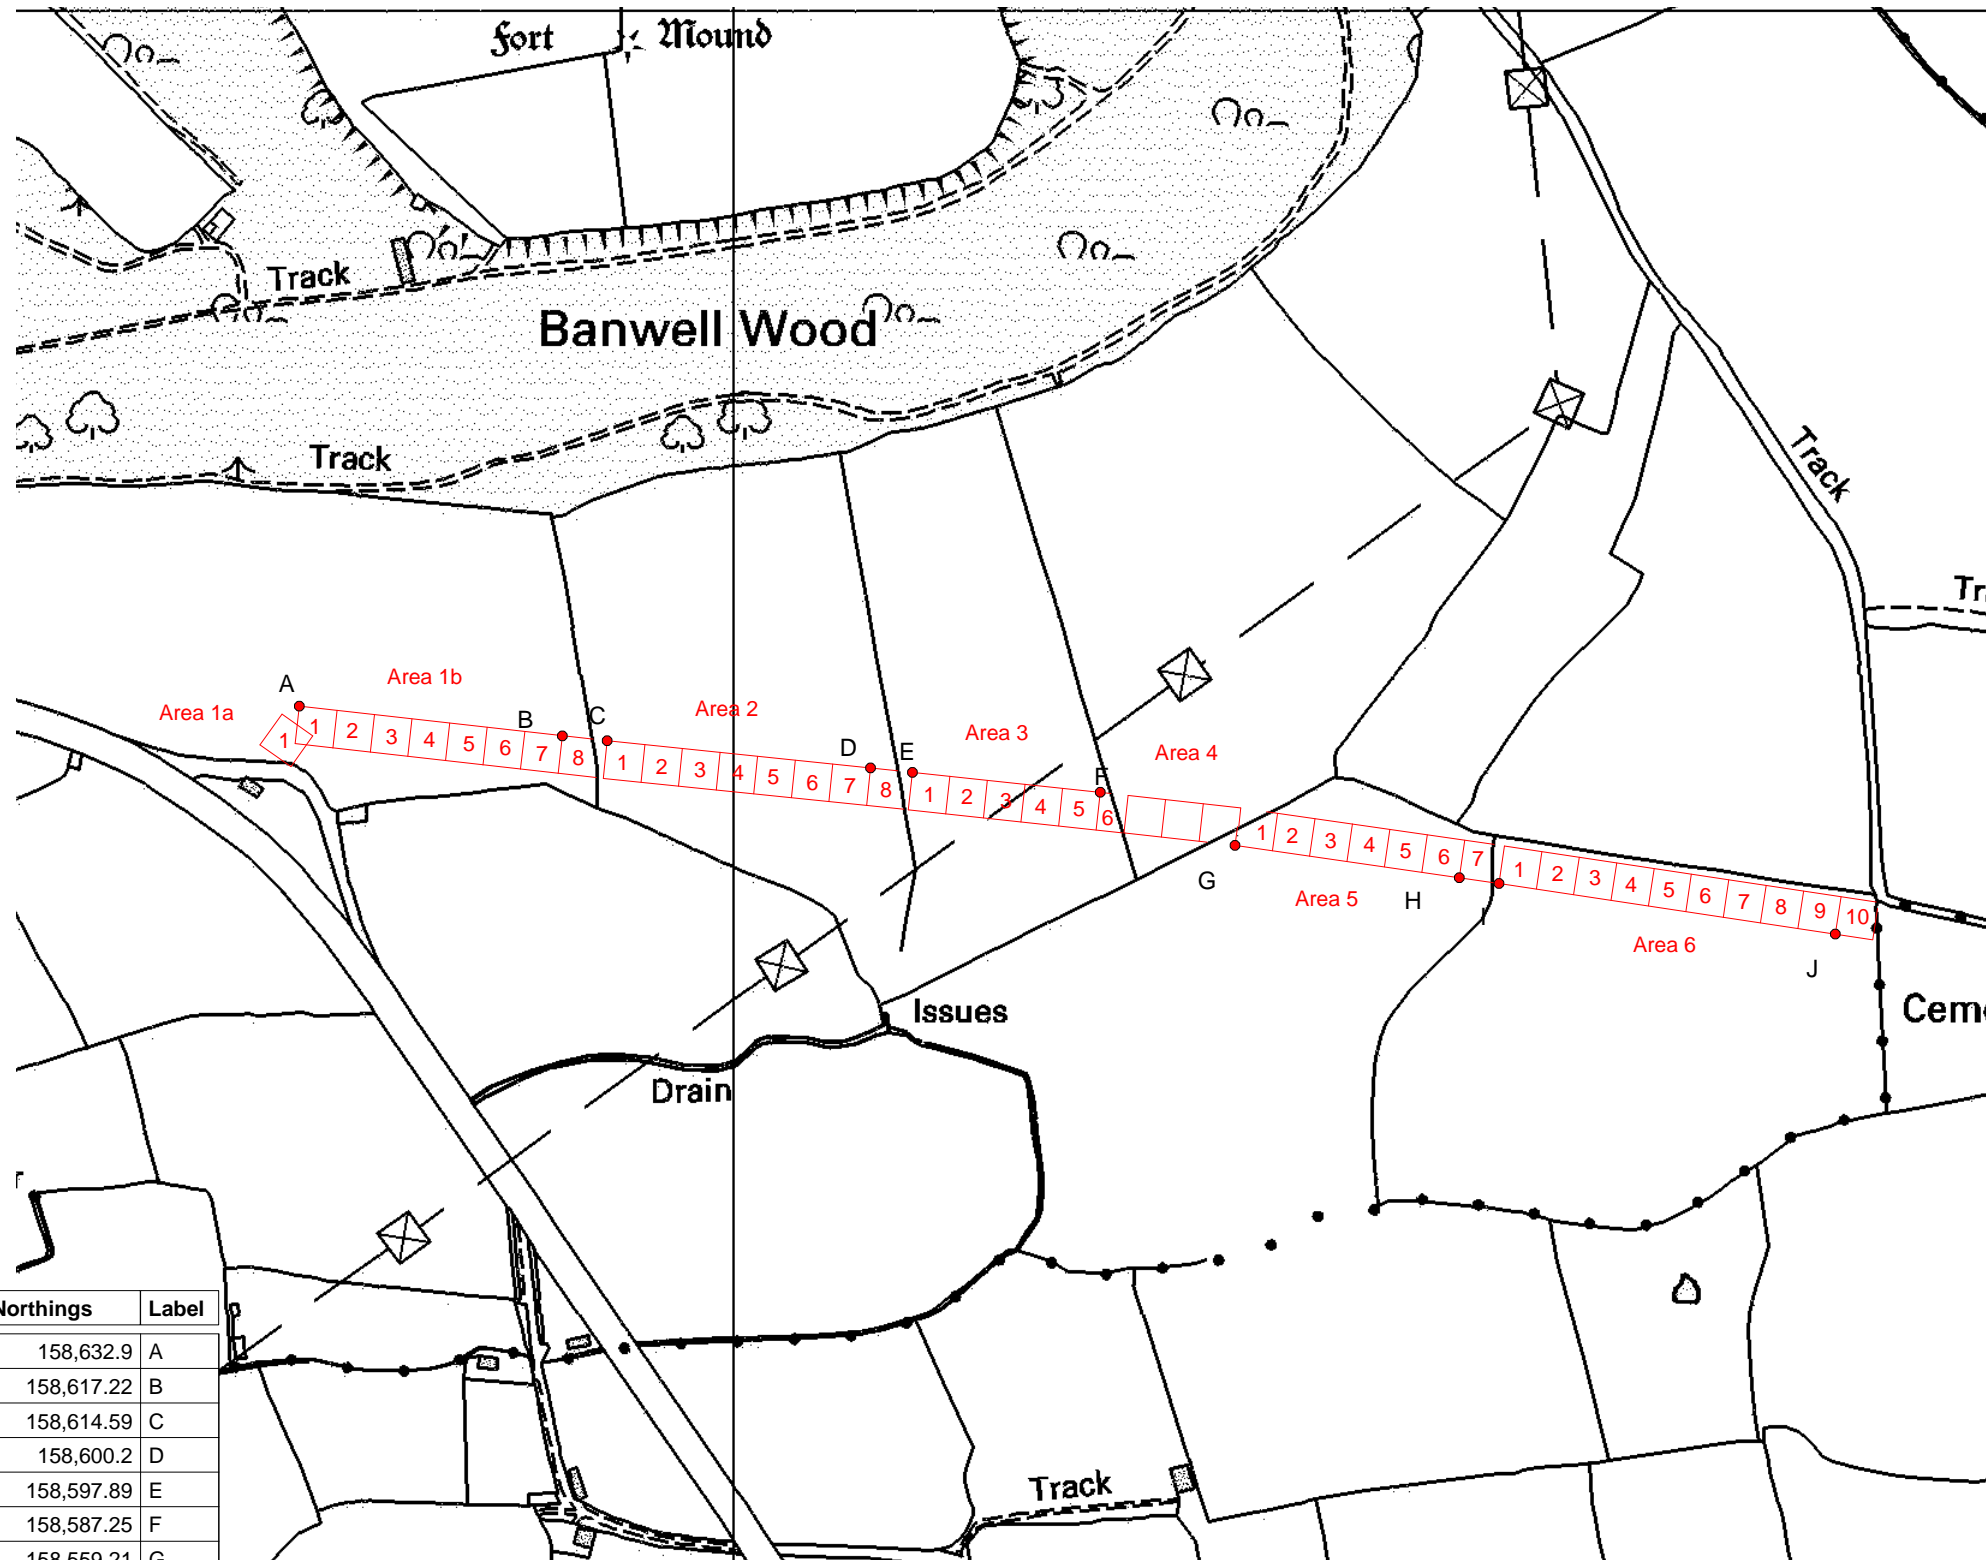 Fort Mound
Track
Banwell Wood
Track
Track
Area 1a
A
Area 1b
B
C
Area 2
D
E
Area 3
F
Area 4
1
1 2 3 4 5 6 7 8
1 2 3 4 5 6 7 8
1 2 3 4 5 6
1 2 3 4 5 6 7
1 2 3 4 5 6 7 8 9 10
G
Area 5
H
I
Area 6
J
Issues
Drain
Track
Northings Label
158,632.9 A
158,617.22 B
158,614.59 C
158,600.2 D
158,597.89 E
158,587.25 F
158,559.21 G